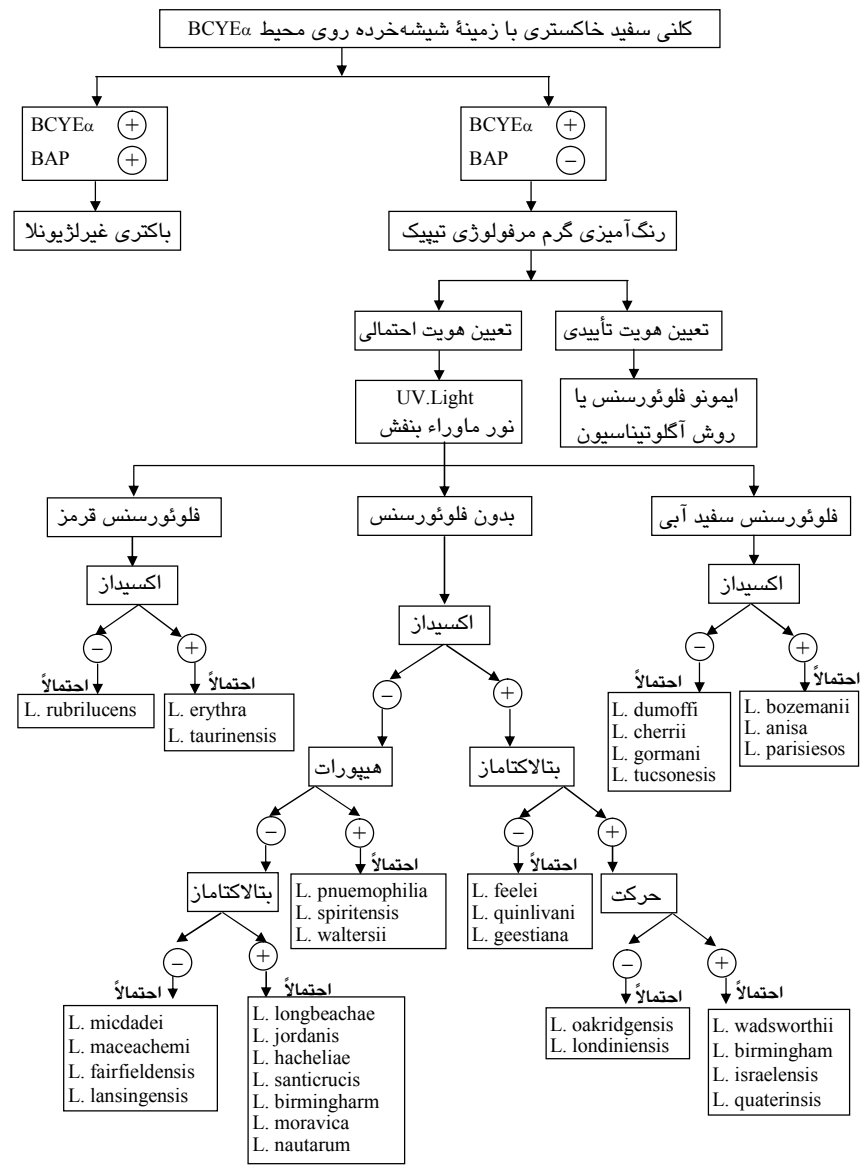 کلنی سفید خاکستری با زمینهٔ شیشه‌خرده روی محیط BCYEα
BCYEα +
BAP +
BCYEα +
BAP −
باکتری غیرلژیونلا
رنگ‌آمیزی گرم مرفولوژی تیپیک
تعیین هویت احتمالی
تعیین هویت تأییدی
UV.Light
نور ماوراء بنفش
ایمونو فلوئورسنس یا
روش آگلوتیناسیون
فلوئورسنس قرمز
بدون فلوئورسنس
فلوئورسنس سفید آبی
اکسیداز
−
+
احتمالاً
L. rubrilucens
احتمالاً
L. erythra
L. taurinensis
اکسیداز
−
+
اکسیداز
−
+
احتمالاً
L. dumoffi
L. cherrii
L. gormani
L. tucsonesis
احتمالاً
L. bozemanii
L. anisa
L. parisiesos
هیپورات
−
+
بتالاکتاماز
−
+
بتالاکتاماز
−
+
احتمالاً
L. pnuemophilia
L. spiritensis
L. waltersii
احتمالاً
L. feelei
L. quinlivani
L. geestiana
حرکت
−
+
احتمالاً
L. micdadei
L. maceachemi
L. fairfieldensis
L. lansingensis
احتمالاً
L. longbeachae
L. jordanis
L. hacheliae
L. santicrucis
L. birmingharm
L. moravica
L. nautarum
احتمالاً
L. oakridgensis
L. londiniensis
احتمالاً
L. wadsworthii
L. birmingham
L. israelensis
L. quaterinsis